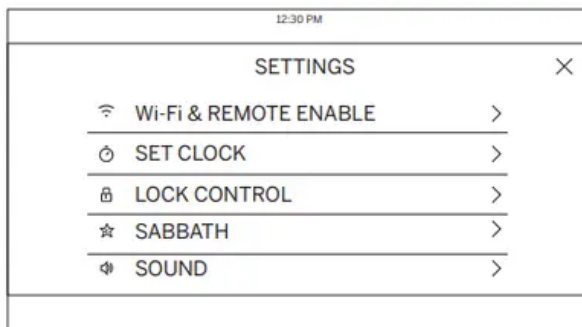 12:30 PM
SETTINGS
Wi-Fi & REMOTE ENABLE
SET CLOCK
LOCK CONTROL
SABBATH
SOUND